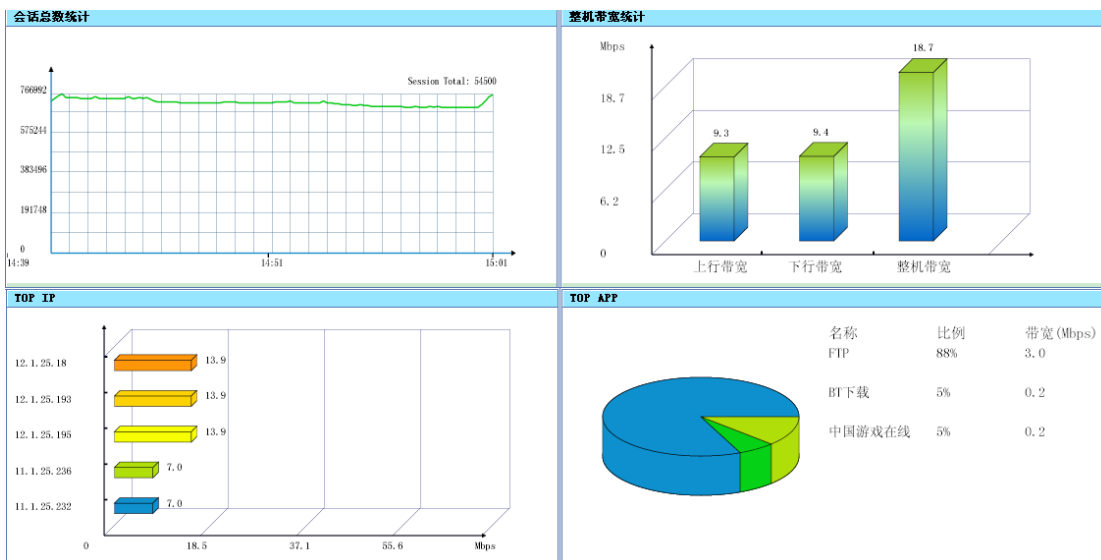 会话总数统计
Session Total: 54500
766992
575244
383496
191748
0
14:39
14:51
15:01
整机带宽统计
Mbps
18.7
18.7
12.5
9.3
9.4
6.2
0
上行带宽
下行带宽
整机带宽
TOP IP
12.1.25.18
13.9
12.1.25.193
13.9
12.1.25.195
13.9
11.1.25.236
7.0
11.1.25.232
7.0
0
18.5
37.1
55.6
Mbps
TOP APP
名称 比例 带宽(Mbps)
FTP 88% 3.0
BT下载 5% 0.2
中国游戏在线 5% 0.2